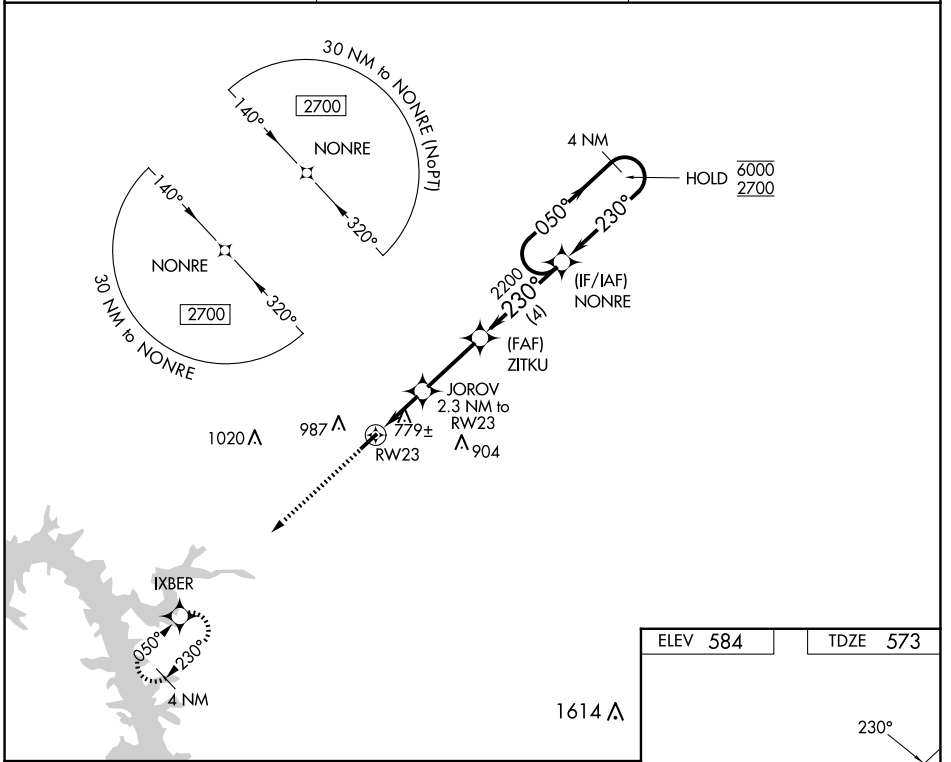 30 NM to NONRE (NoPT)
2700
140°
NONRE
320°
140°
NONRE
2700
320°
30 NM to NONRE
4 NM
HOLD 6000
2700
050°
230°
(IF/IAF)
NONRE
2200
230°
(4)
(FAF)
ZITKU
JOROV
2.3 NM to
RW23
1020
987
779±
904
RW23
IXBER
050°
230°
4 NM
1614
ELEV 584
TDZE 573
230°